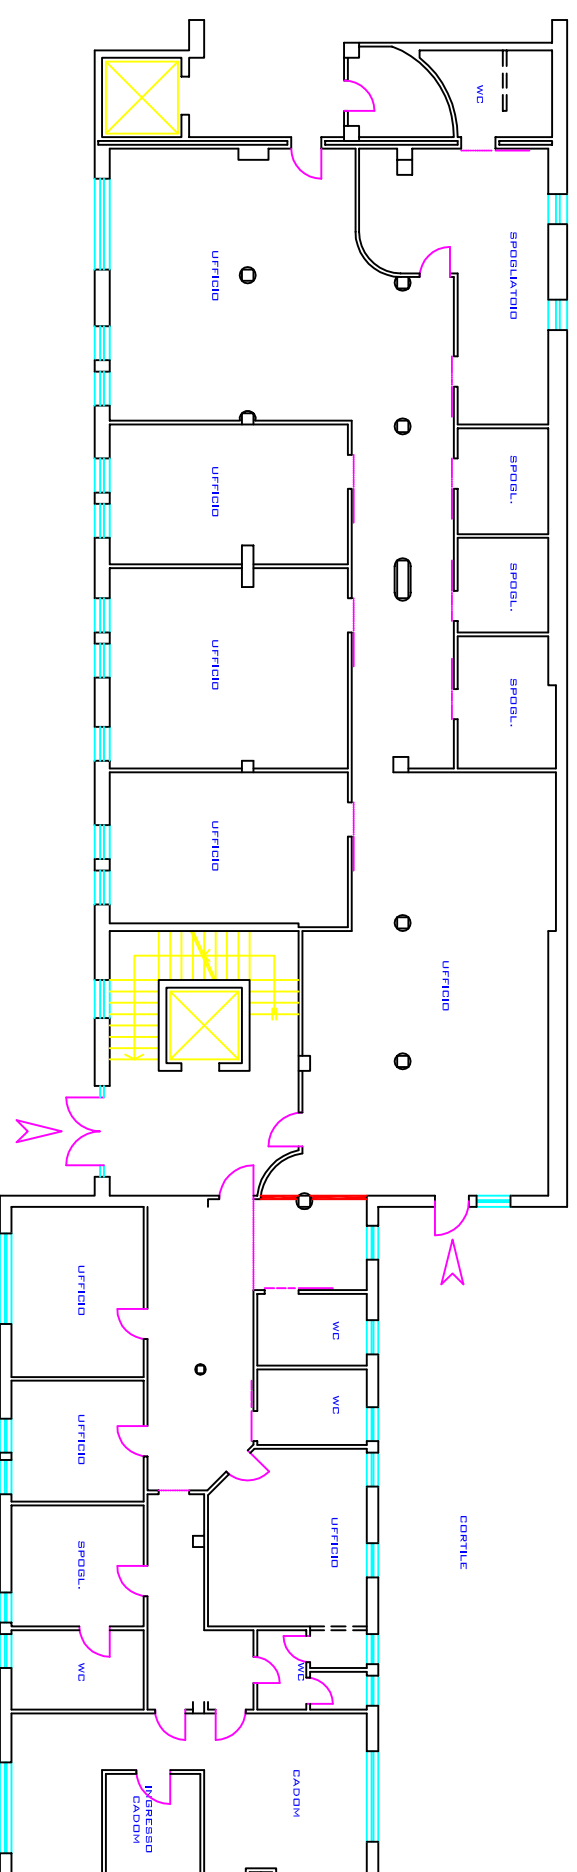 WC
UFFICIO
SPOGLIATOIO
UFFICIO
SPOGL.
SPOGL.
UFFICIO
SPOGL.
UFFICIO
UFFICIO
UFFICIO
WC
WC
UFFICIO
UFFICIO
CORTILE
SPOGL.
WC
WC
CADOM
INGRESSO
CADOM